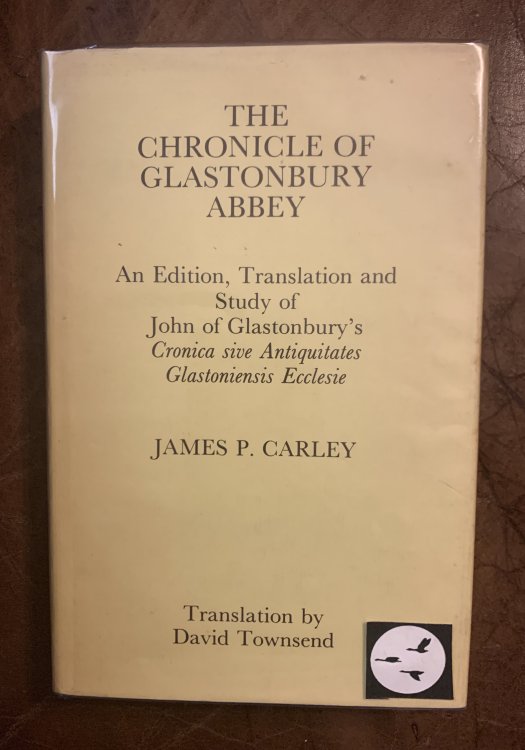 THE
CHRONICLE OF
GLASTONBURY
ABBEY
An Edition, Translation and
Study of
John of Glastonbury's
Cronica sive Antiquitates
Glastoniensis Ecclesie
JAMES P. CARLEY
Translation by
David Townsend